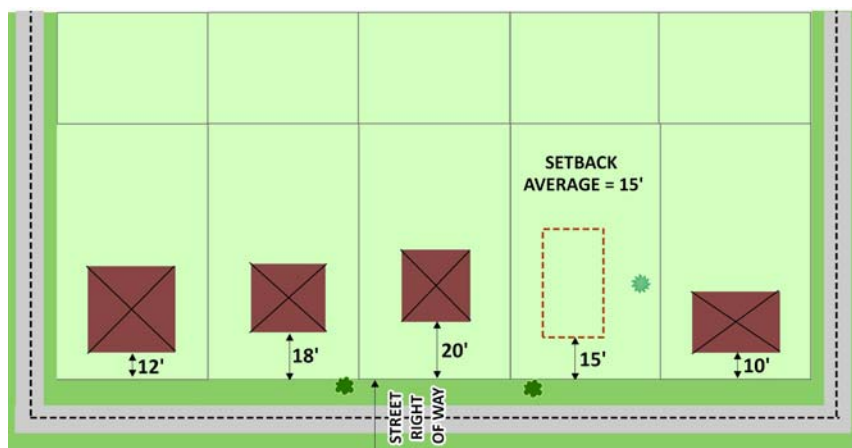 SETBACK
AVERAGE = 15'
12'
18'
20'
15'
10'
STREET
RIGHT
OF WAY